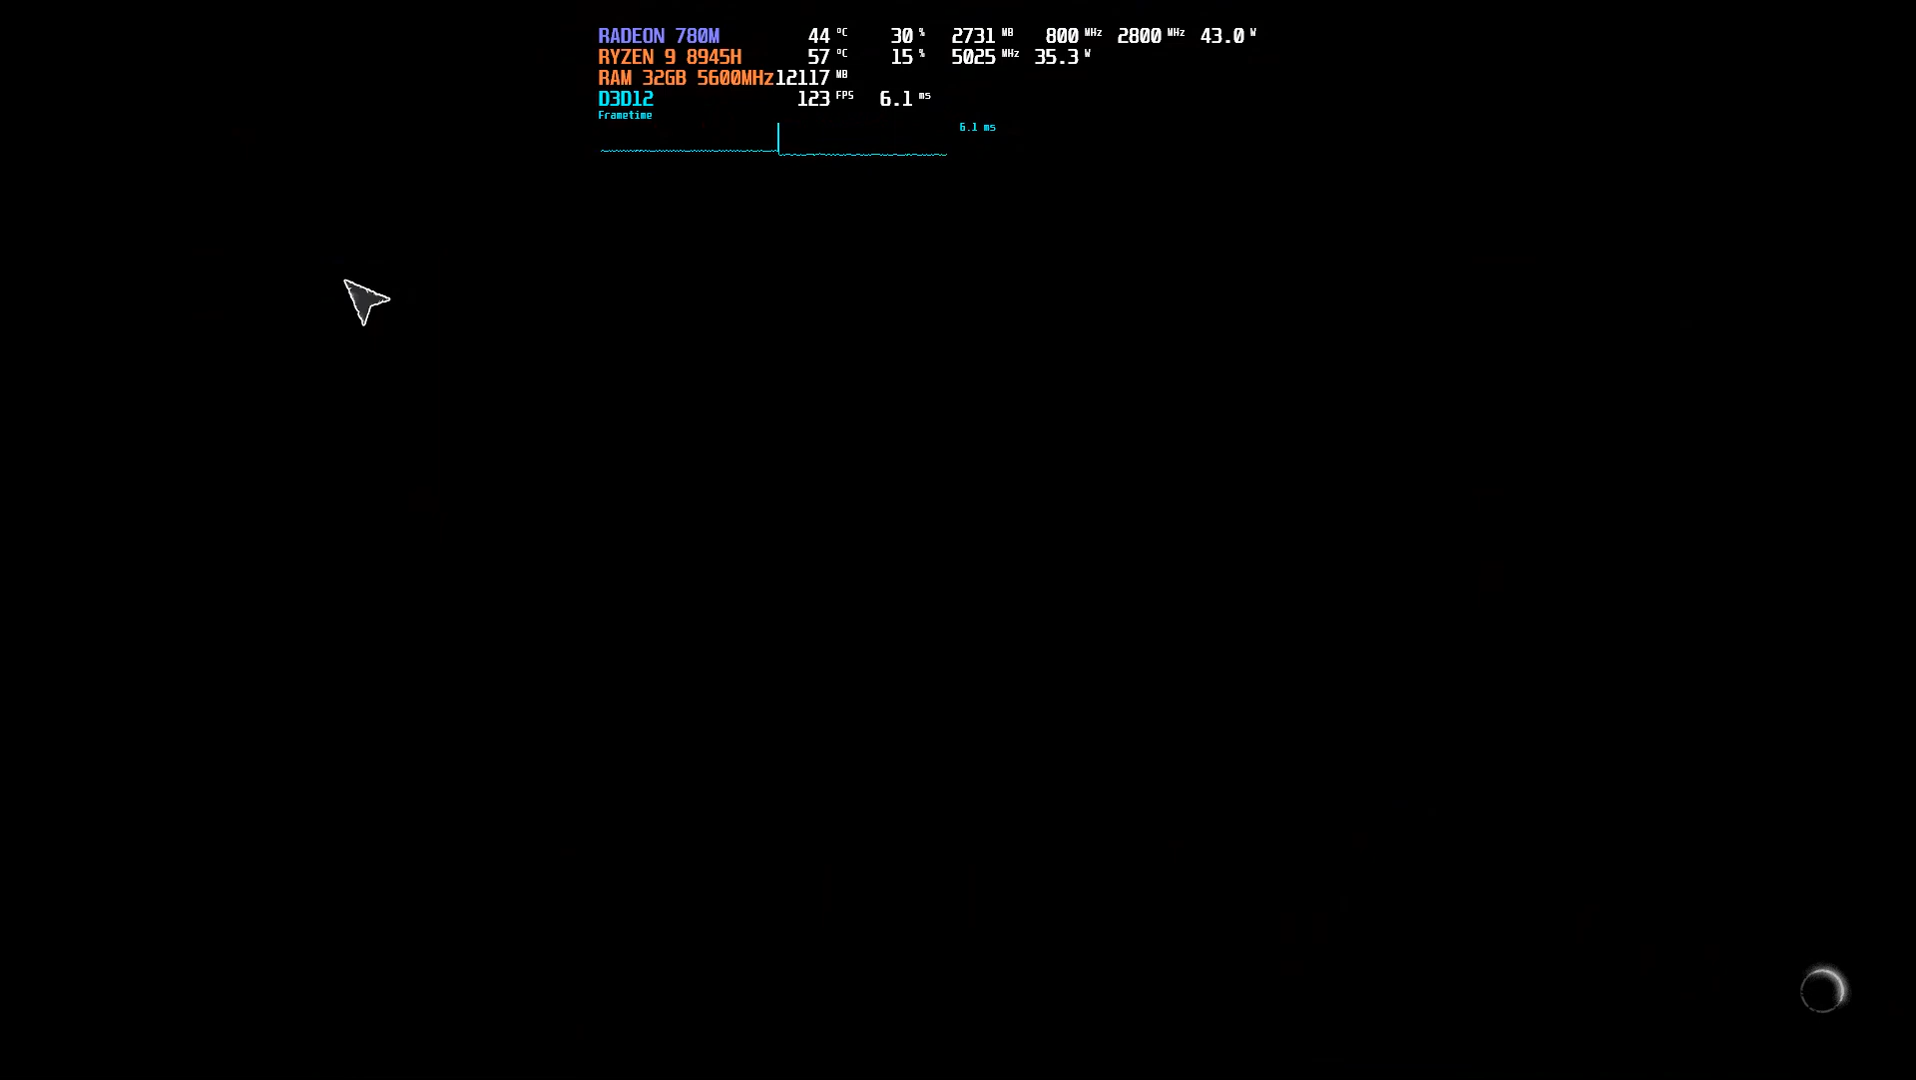 RADEON 780M 44 °C 30 % 2731 MB 800 MHz 2800 MHz 43.0 W
RYZEN 9 8945H 57 °C 15 % 5025 MHz 35.3 W
RAM 32GB 5600MHz 12117 MB
D3D12 123 FPS 6.1 ms
Frametime
6.1 ms